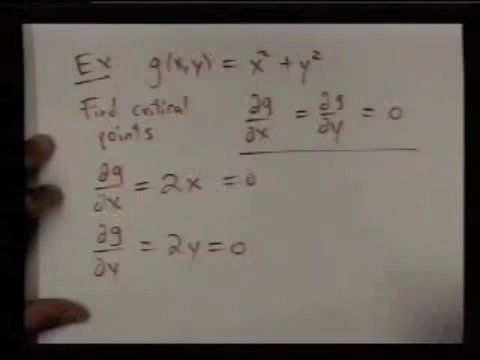 Ex g(x,y) = x² + y²
Find critical points
∂g/∂x = ∂g/∂y = 0
∂g/∂x = 2x = 0
∂g/∂y = 2y = 0